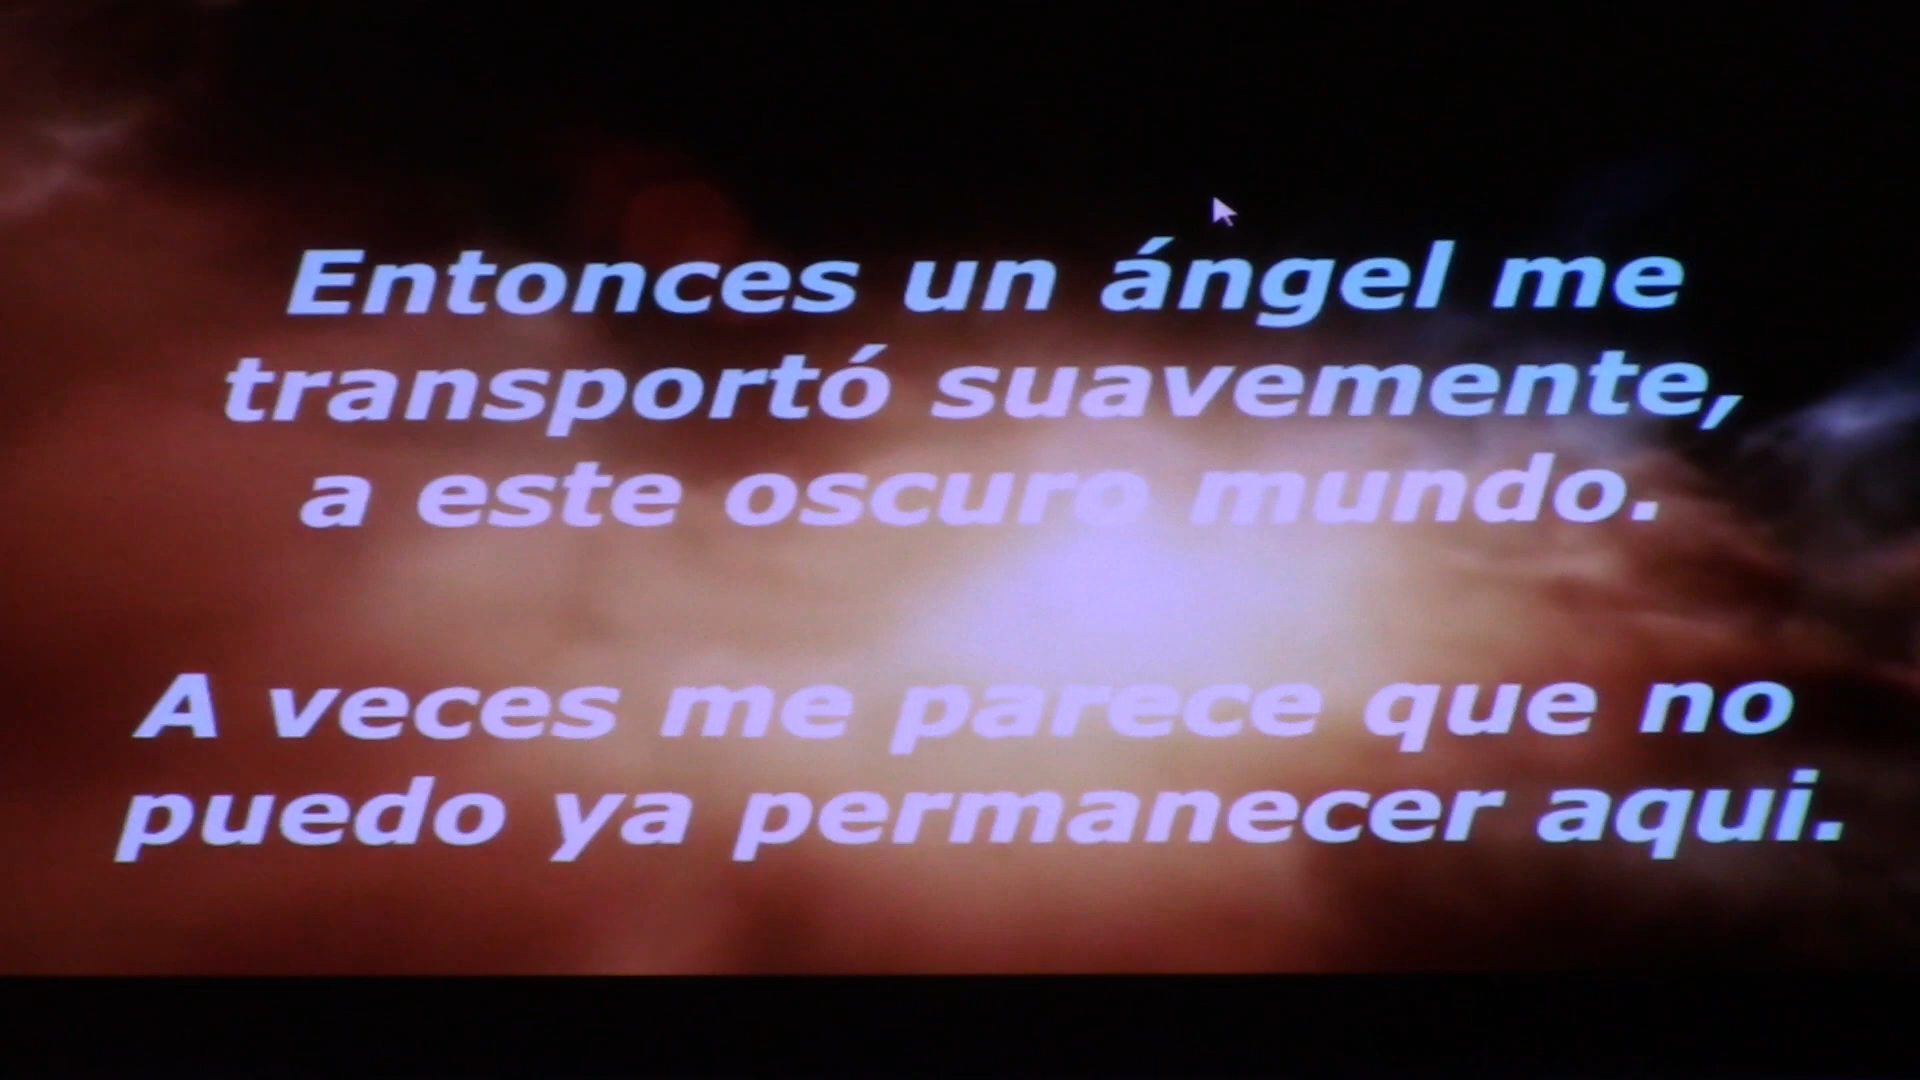 Entonces un ángel me
transportó suavemente,
a este oscuro mundo.
A veces me parece que no
puedo ya permanecer aqui.